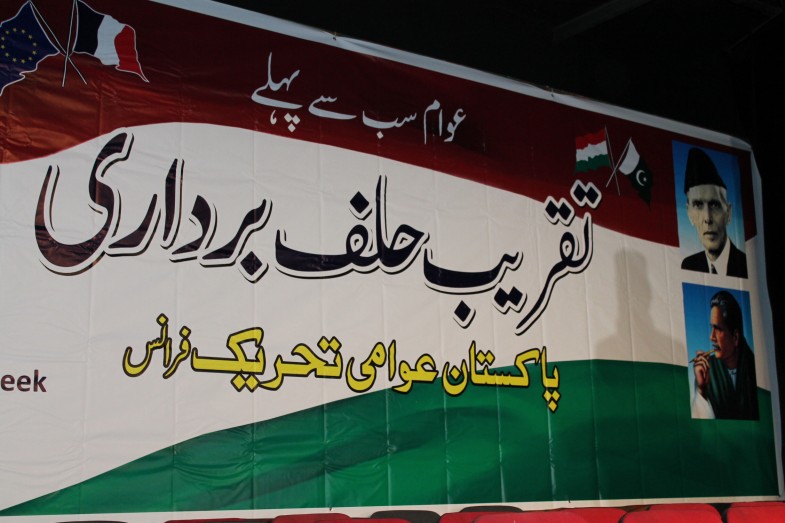 عوام سب سے پہلے
تقریب حلف برداری
پاکستان عوامی تحریک فرانس
eek